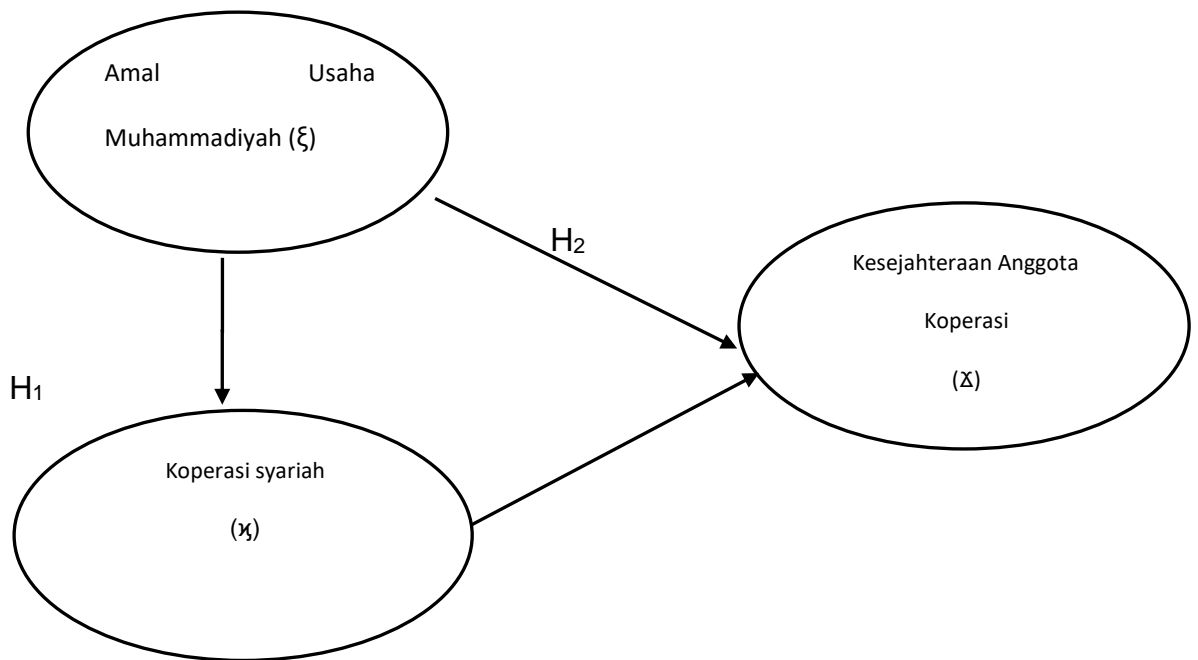 Amal Usaha
Muhammadiyah (ξ)
H₂
Kesejahteraan Anggota
Koperasi
(Ϫ)
H₁
Koperasi syariah
(ϗ)